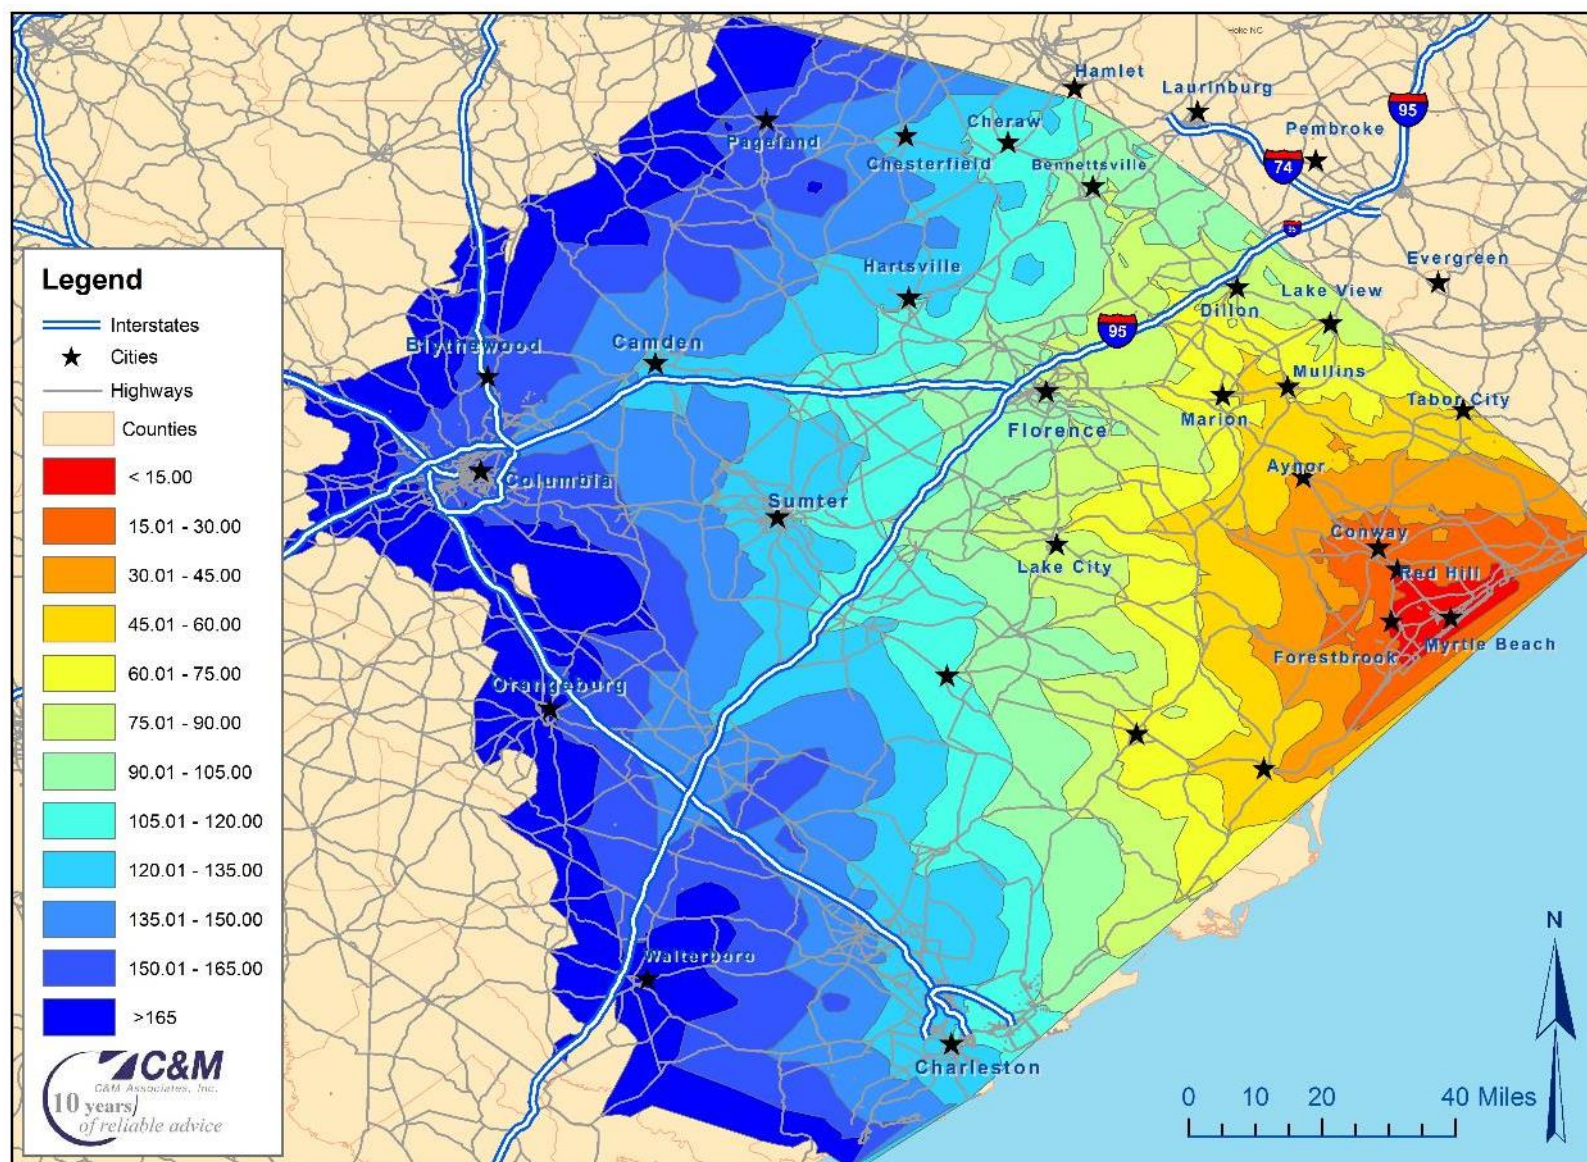 Hoke NC
Hamlet
Laurinburg
95
Pembroke
Cheraw
Pageland
Chesterfield
Bennettsville
74
95
Evergreen
Hartsville
Lake View
Dillon
95
Camden
Blythewood
Mullins
Marion
Tabor City
Florence
Aynor
Columbia
Sumter
Conway
Lake City
Red Hill
Myrtle Beach
Forestbrook
Orangeburg
Walterboro
Charleston
Legend
Interstates
Cities
Highways
Counties
< 15.00
15.01 - 30.00
30.01 - 45.00
45.01 - 60.00
60.01 - 75.00
75.01 - 90.00
90.01 - 105.00
105.01 - 120.00
120.01 - 135.00
135.01 - 150.00
150.01 - 165.00
>165
C&M
C&M Associates, Inc.
10 years
of reliable advice
N
0 10 20 40 Miles